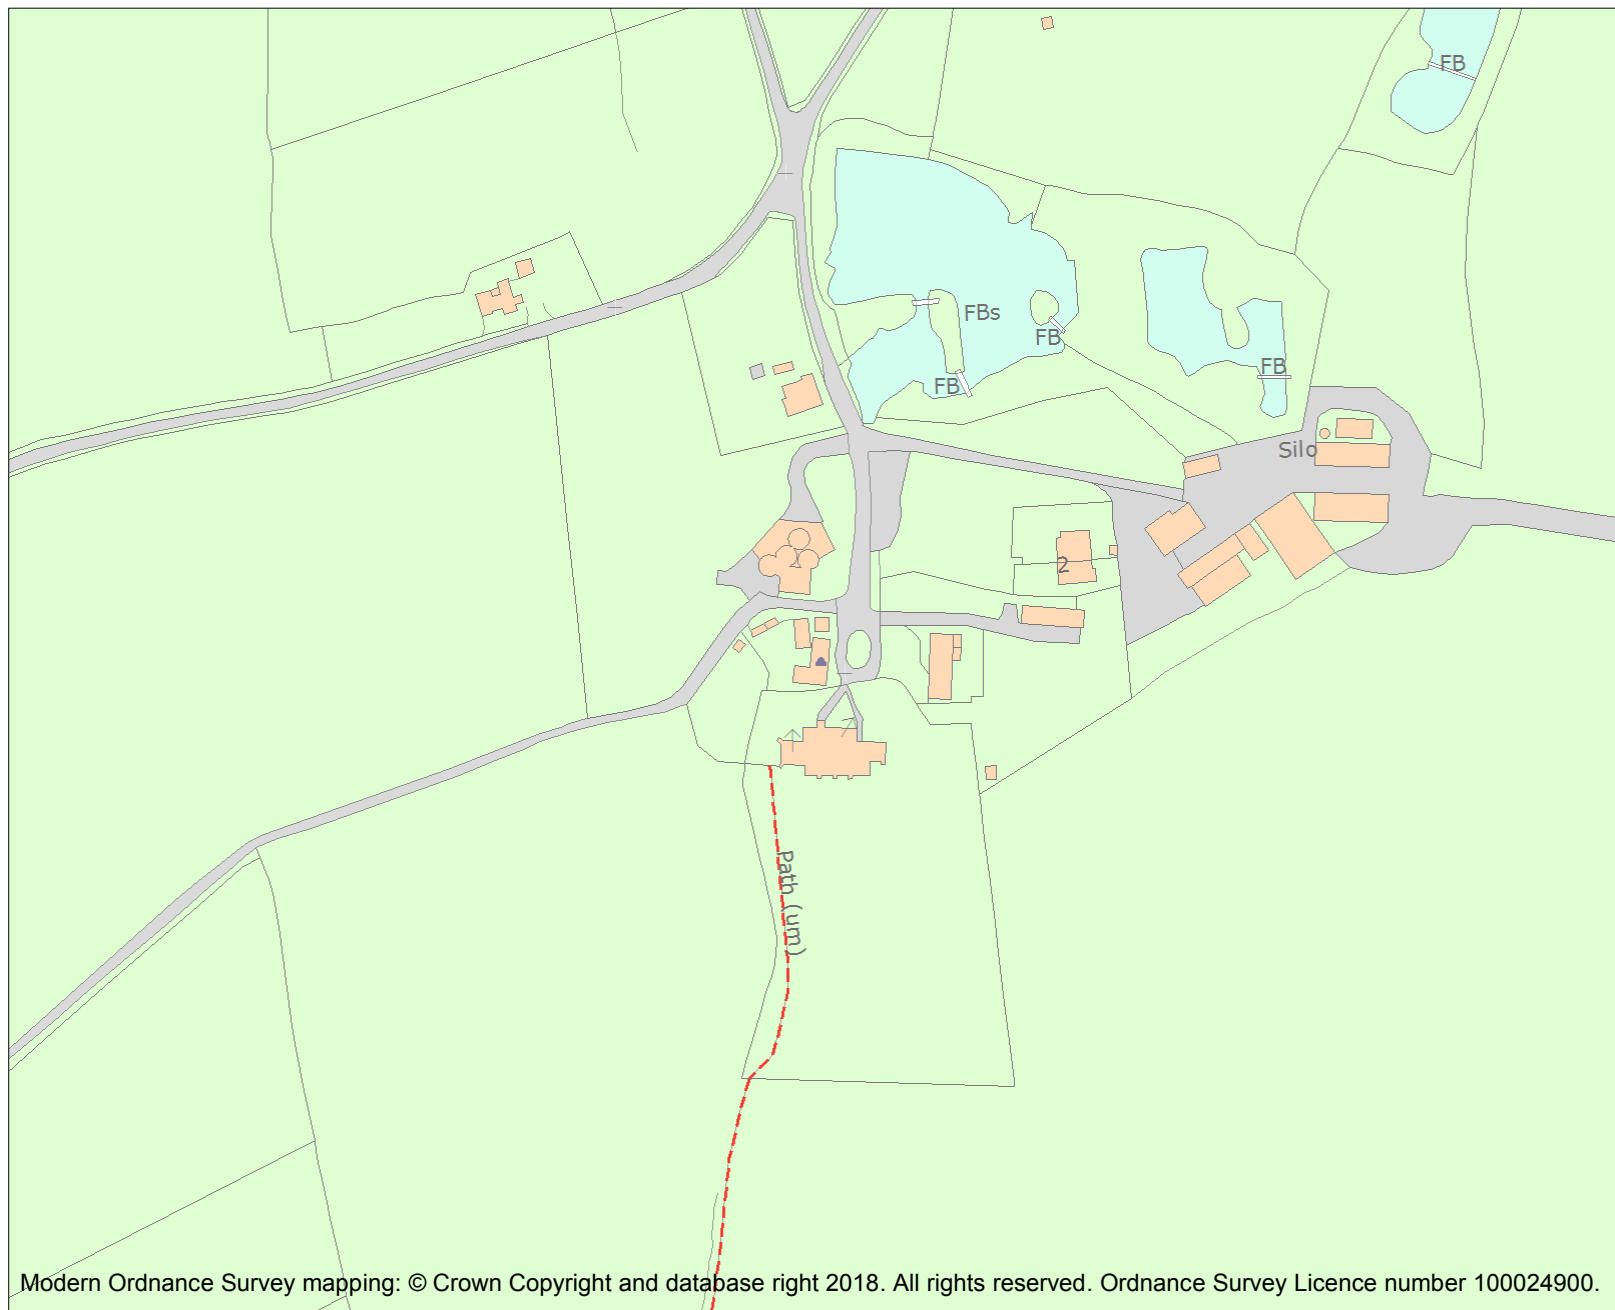 FB
FBs
FB
FB
FB
Silo
2
Path (um)
Modern Ordnance Survey mapping: © Crown Copyright and database right 2018. All rights reserved. Ordnance Survey Licence number 100024900.